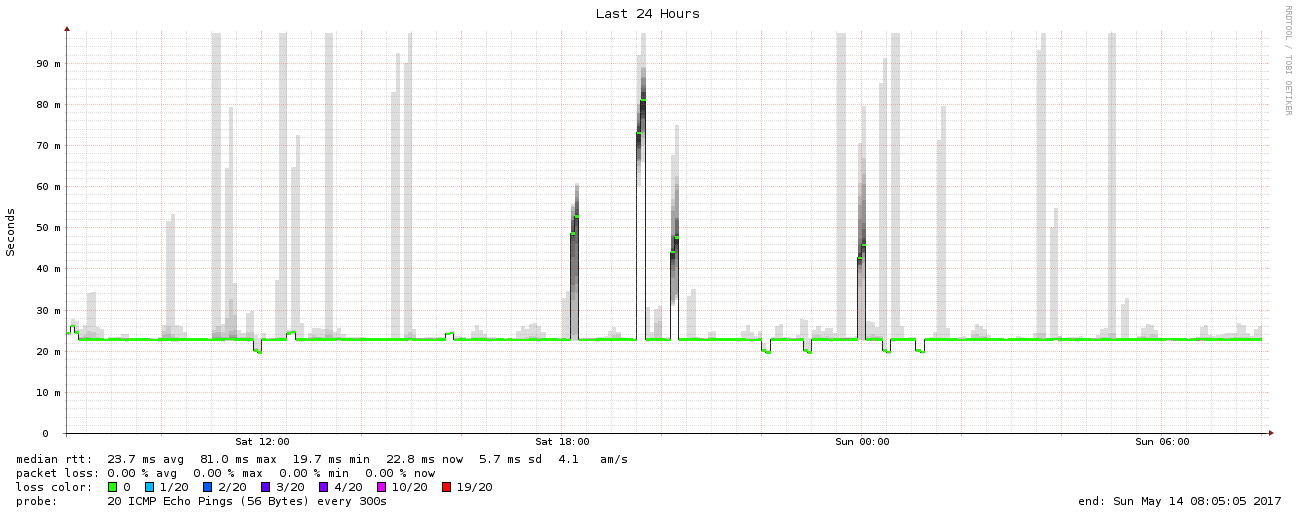 Last 24 Hours
RRDTOOL / TOBI OETIKER
Seconds
90 m
80 m
70 m
60 m
50 m
40 m
30 m
20 m
10 m
0
Sat 12:00 Sat 18:00 Sun 00:00 Sun 06:00
median rtt: 23.7 ms avg 81.0 ms max 19.7 ms min 22.8 ms now 5.7 ms sd 4.1 am/s
packet loss: 0.00 % avg 0.00 % max 0.00 % min 0.00 % now
loss color: 0 1/20 2/20 3/20 4/20 10/20 19/20
probe: 20 ICMP Echo Pings (56 Bytes) every 300s end: Sun May 14 08:05:05 2017